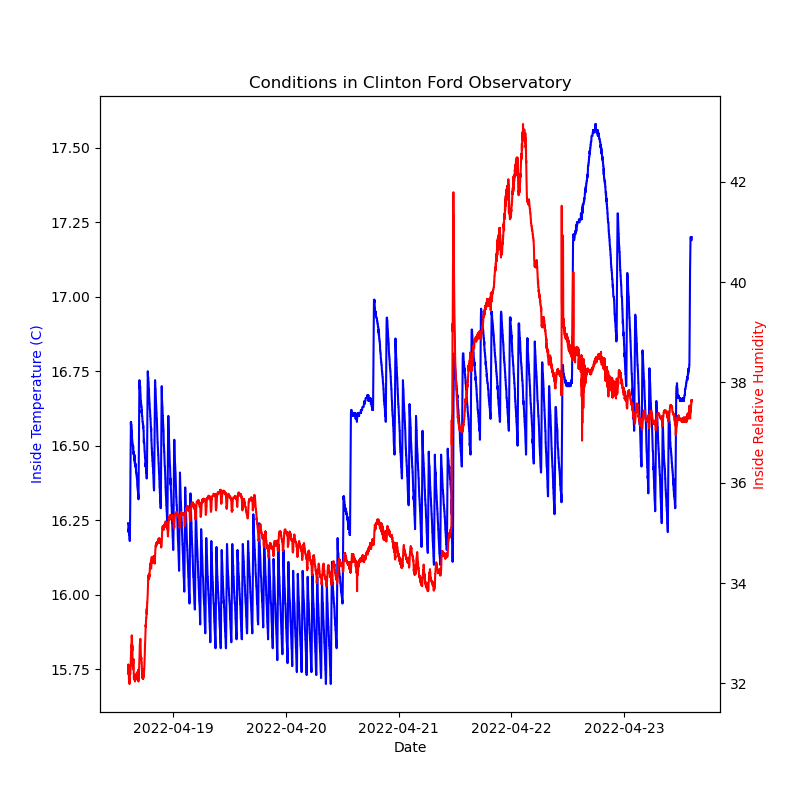 Conditions in Clinton Ford Observatory
Inside Temperature (C)
17.50
17.25
17.00
16.75
16.50
16.25
16.00
15.75
42
40
38
36
34
32
Inside Relative Humidity
2022-04-19 2022-04-20 2022-04-21 2022-04-22 2022-04-23
Date